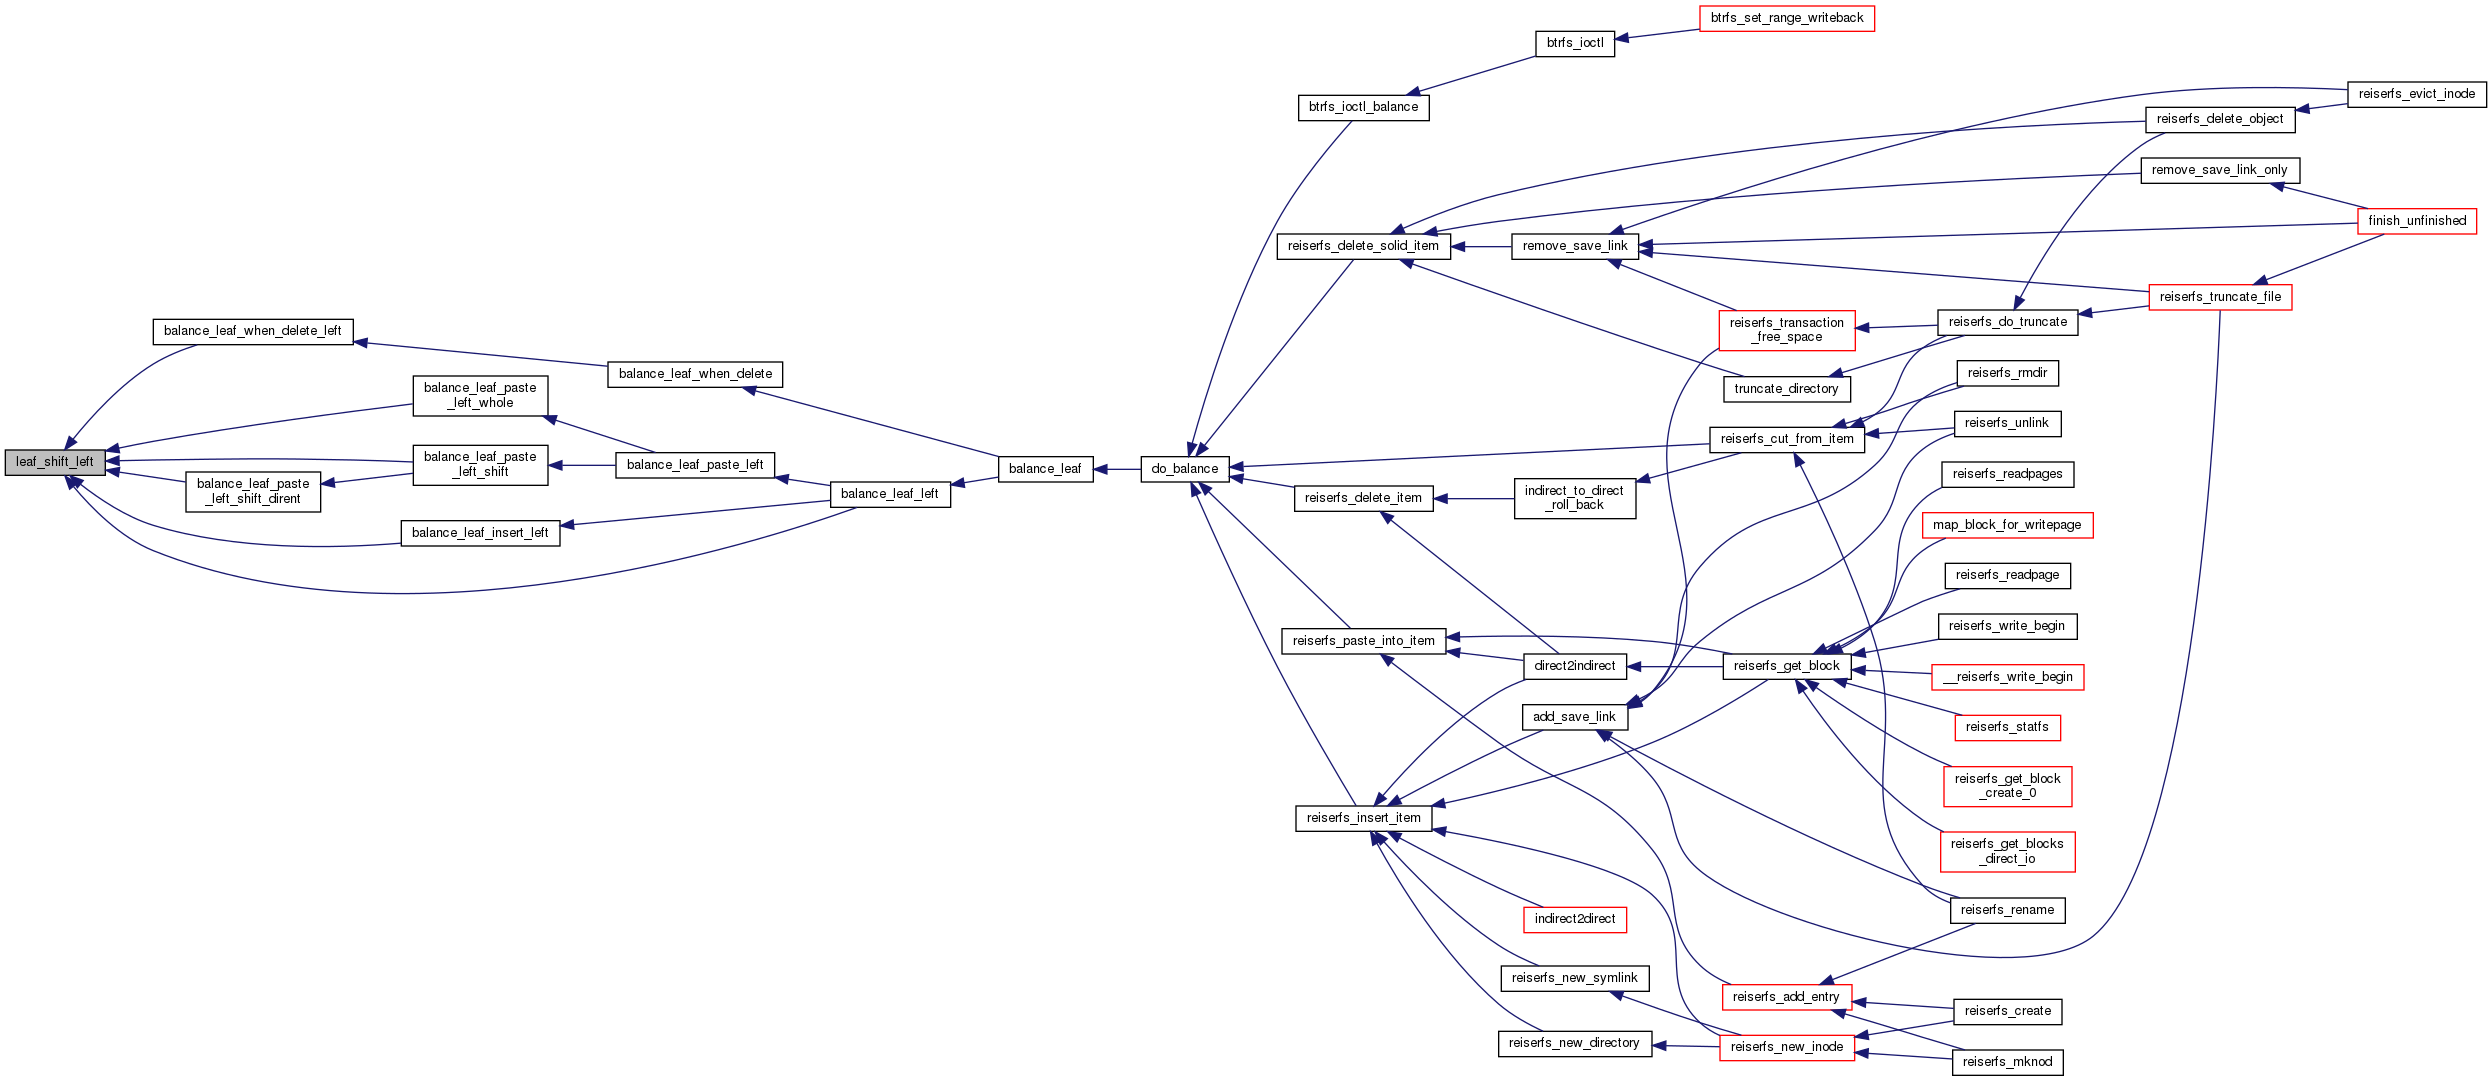 leaf_shift_left
balance_leaf_when_delete_left
balance_leaf_paste
_left_whole
balance_leaf_paste
_left_shift
balance_leaf_paste
_left_shift_dirent
balance_leaf_insert_left
balance_leaf_when_delete
balance_leaf_paste_left
balance_leaf_left
balance_leaf
do_balance
btrfs_ioctl_balance
reiserfs_delete_solid_item
reiserfs_delete_item
reiserfs_paste_into_item
reiserfs_insert_item
btrfs_ioctl
remove_save_link
indirect_to_direct
_roll_back
direct2indirect
add_save_link
indirect2direct
reiserfs_new_symlink
reiserfs_new_directory
btrfs_set_range_writeback
reiserfs_transaction
_free_space
truncate_directory
reiserfs_cut_from_item
reiserfs_get_block
reiserfs_add_entry
reiserfs_new_inode
reiserfs_do_truncate
reiserfs_rmdir
reiserfs_unlink
reiserfs_readpages
map_block_for_writepage
reiserfs_readpage
reiserfs_write_begin
__reiserfs_write_begin
reiserfs_statfs
reiserfs_get_block
_create_0
reiserfs_get_blocks
_direct_io
reiserfs_rename
reiserfs_create
reiserfs_mknod
reiserfs_delete_object
remove_save_link_only
reiserfs_truncate_file
reiserfs_evict_inode
finish_unfinished